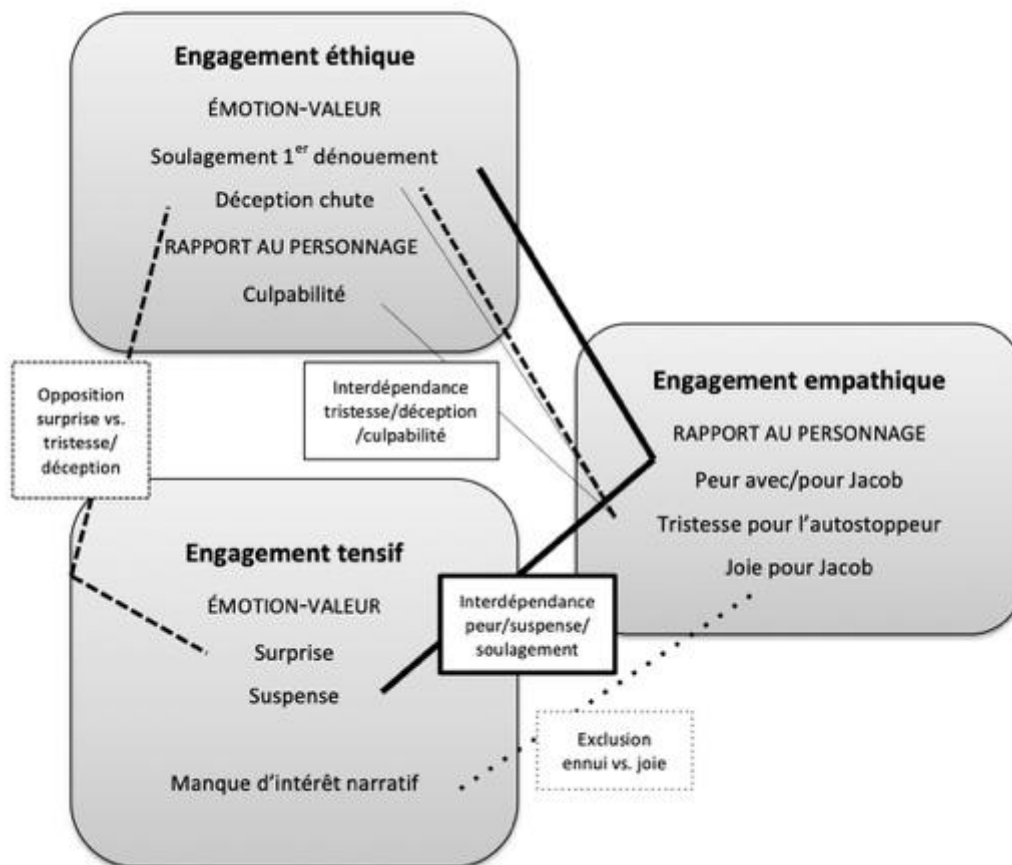 Engagement éthique
ÉMOTION-VALEUR
Soulagement 1er dénouement
Déception chute
RAPPORT AU PERSONNAGE
Culpabilité
Opposition
surprise vs.
tristesse/
déception
Interdépendance
tristesse/déception
/culpabilité
Engagement empathique
RAPPORT AU PERSONNAGE
Peur avec/pour Jacob
Tristesse pour l'autostoppeur
Joie pour Jacob
Engagement tensif
ÉMOTION-VALEUR
Surprise
Suspense
Manque d'intérêt narratif
Interdépendance
peur/suspense/
soulagement
Exclusion
ennui vs. joie